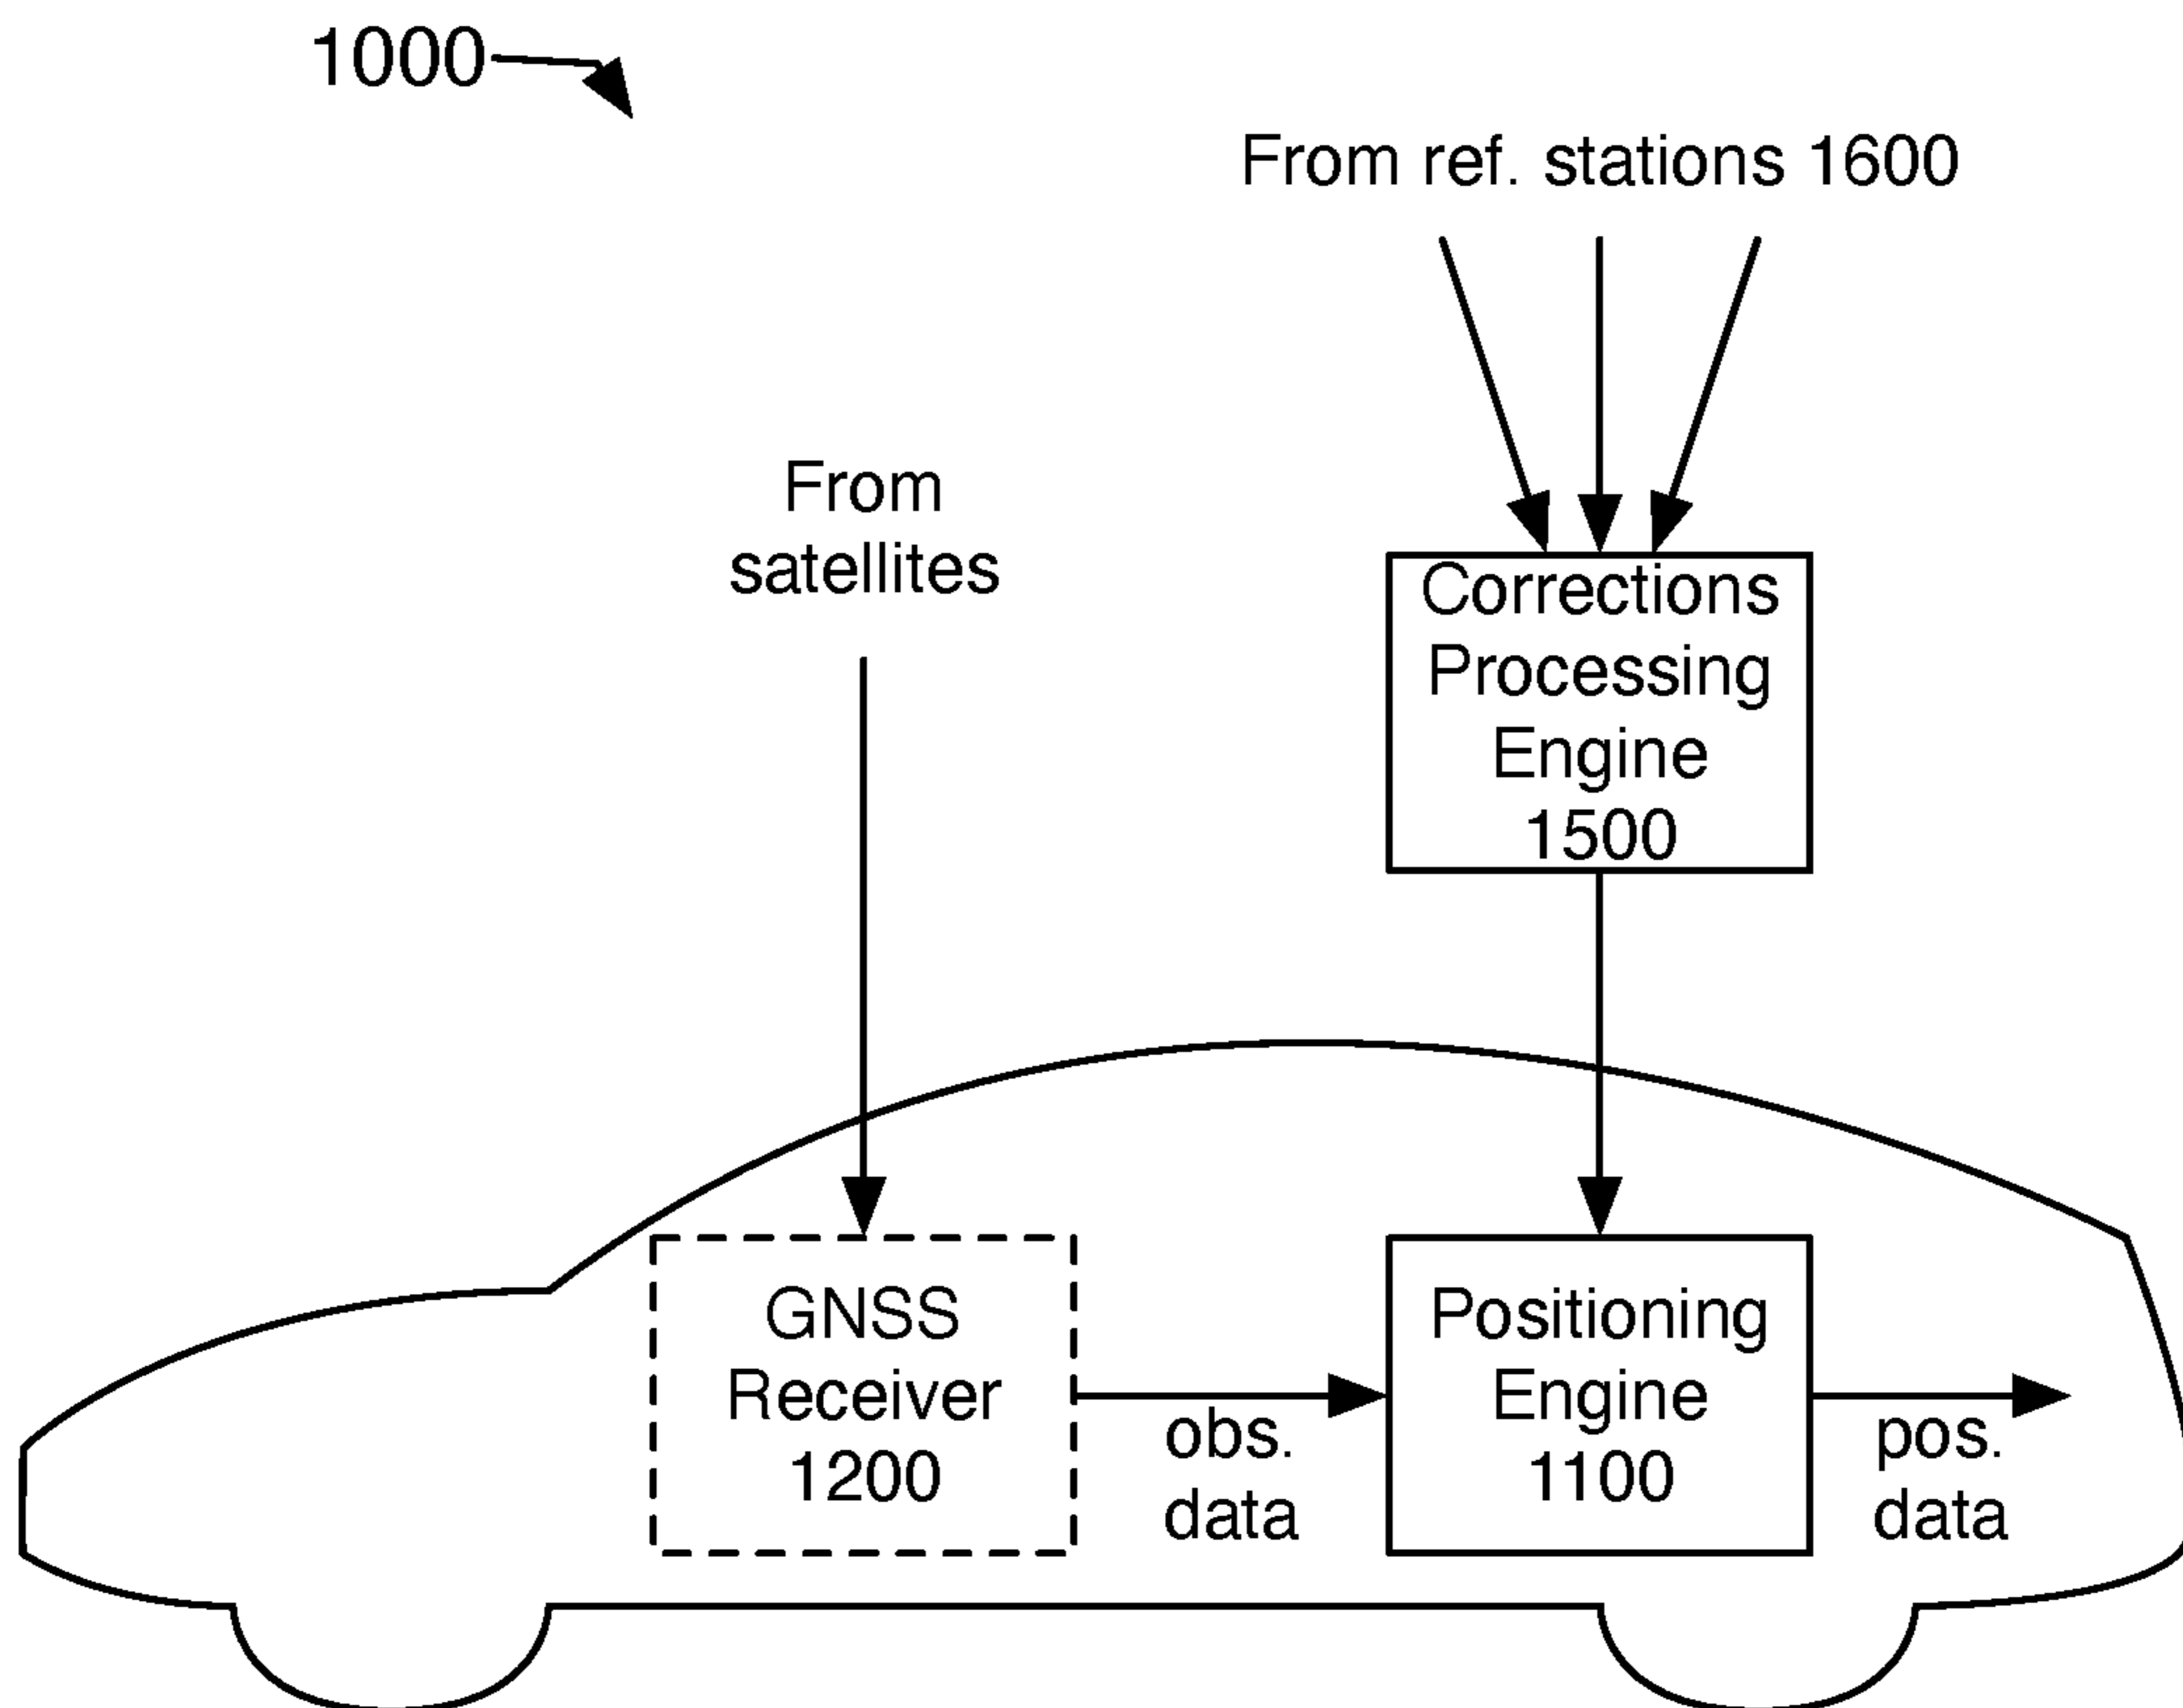 1000
From ref. stations 1600
From
satellites
Corrections
Processing
Engine
1500
GNSS
Receiver
1200
obs.
data
Positioning
Engine
1100
pos.
data